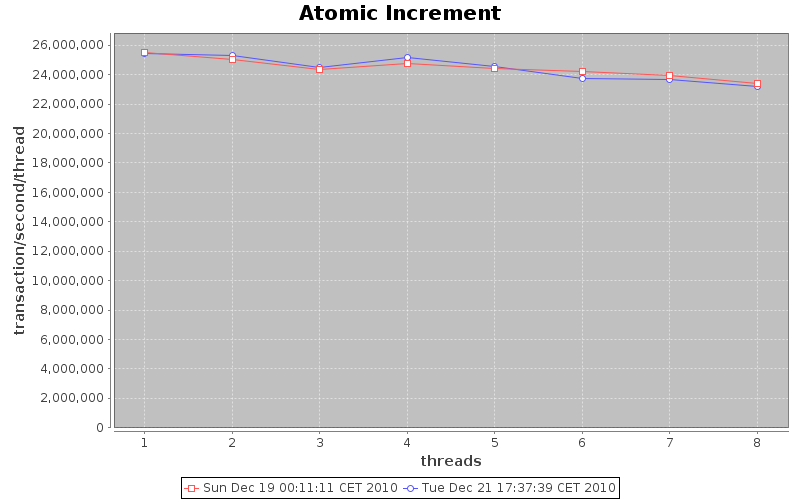 Atomic Increment
26,000,000
24,000,000
22,000,000
20,000,000
18,000,000
16,000,000
14,000,000
12,000,000
10,000,000
8,000,000
6,000,000
4,000,000
2,000,000
0
transaction/second/thread
1 2 3 4 5 6 7 8
threads
Sun Dec 19 00:11:11 CET 2010 Tue Dec 21 17:37:39 CET 2010